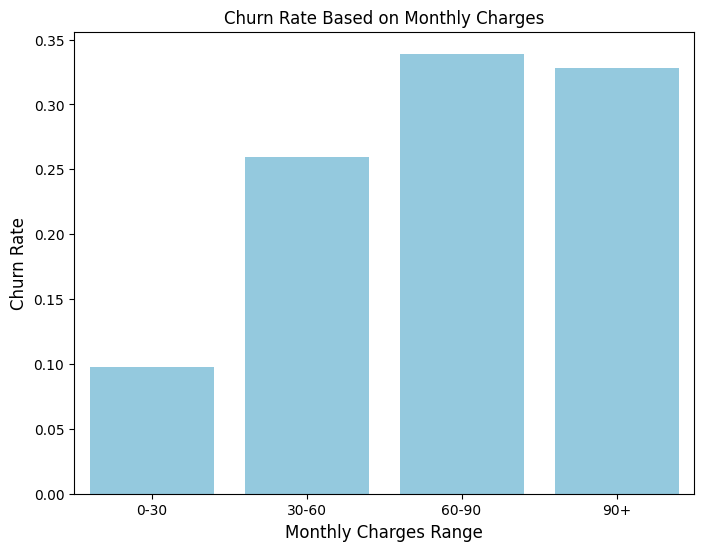 Churn Rate Based on Monthly Charges
0.35
0.30
0.25
0.20
0.15
0.10
0.05
0.00
Churn Rate
0-30 30-60 60-90 90+
Monthly Charges Range